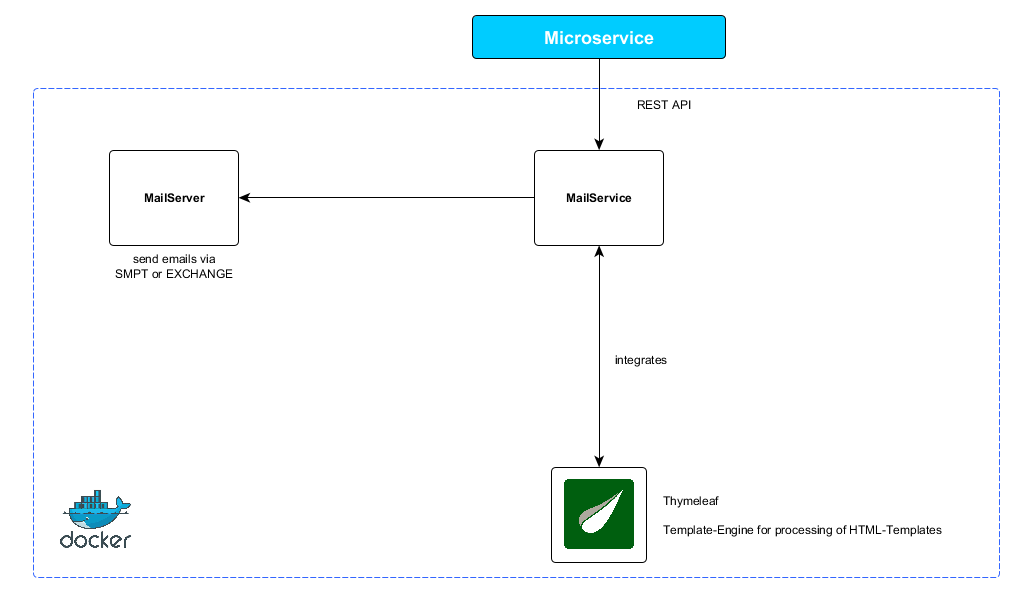 Microservice
REST API
MailServer
MailService
send emails via
SMPT or EXCHANGE
integrates
Thymeleaf
Template-Engine for processing of HTML-Templates
docker